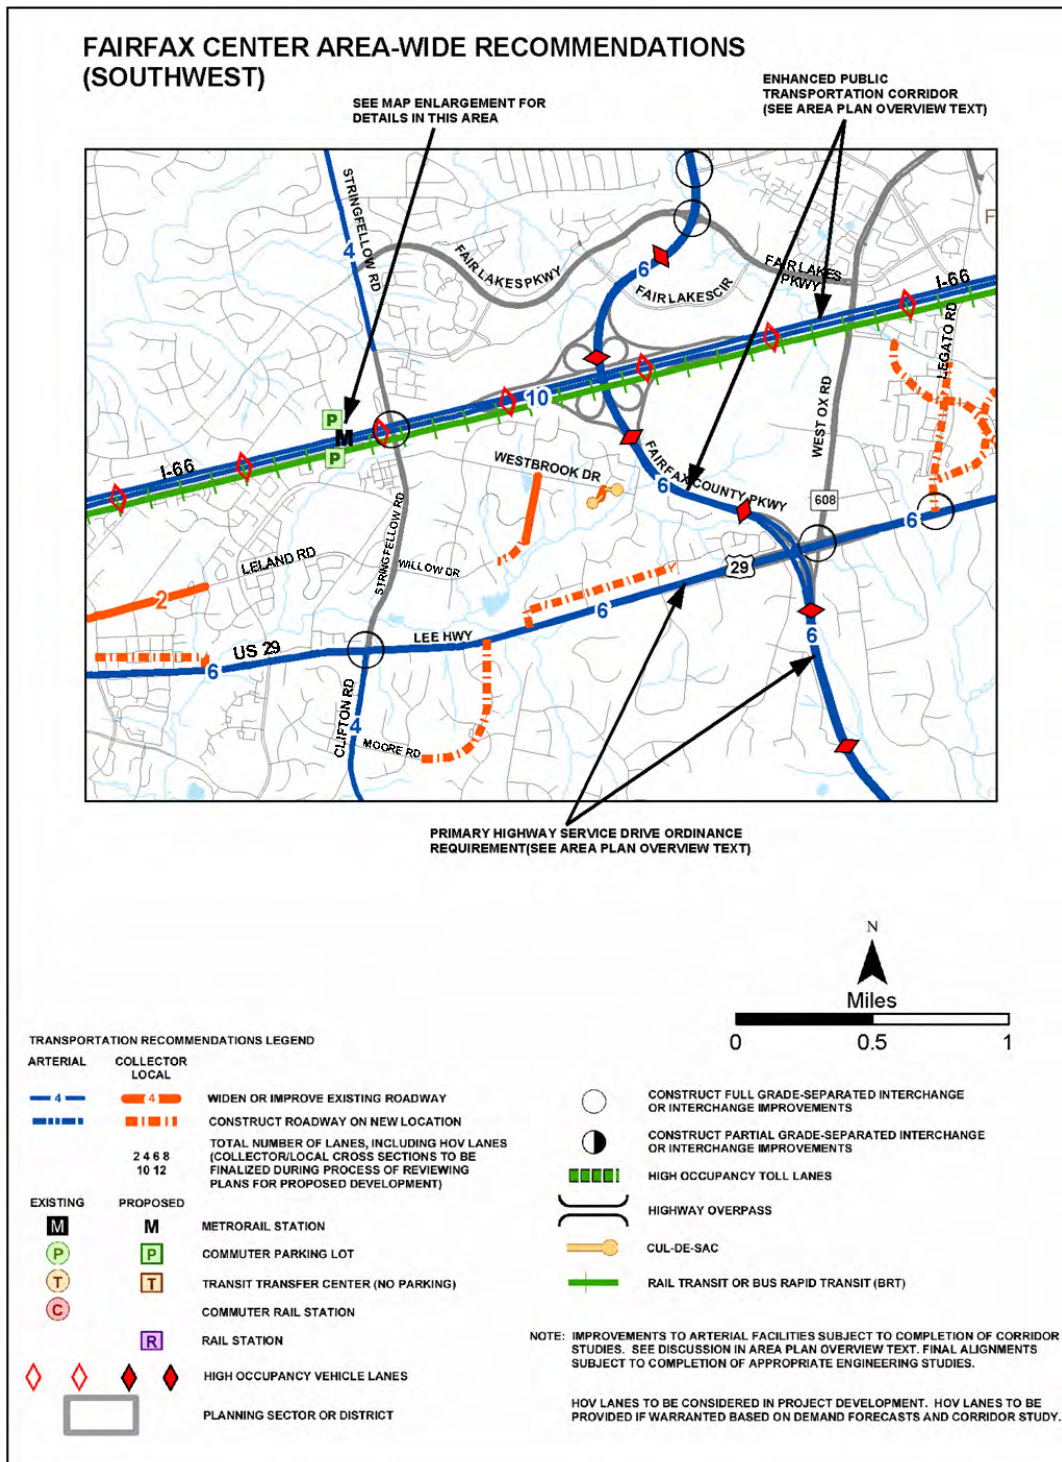 FAIRFAX CENTER AREA-WIDE RECOMMENDATIONS
(SOUTHWEST)
ENHANCED PUBLIC
TRANSPORTATION CORRIDOR
(SEE AREA PLAN OVERVIEW TEXT)
SEE MAP ENLARGEMENT FOR
DETAILS IN THIS AREA
STRINGFELLOW RD
4
FAIR LAKES PKWY
6
FAIR LAKES CIR
FAIR LAKES
PKWY
I-66
F
LEGATO RD
WEST OX RD
10
P
M
P
I-66
WESTBROOK DR
FAIRFAX COUNTY PKWY
6
608
6
STRINGFELLOW RD
LELAND RD
WILLOW DR
29
2
6
6
LEE HWY
US 29
6
CLIFTON RD
4
MOORE RD
PRIMARY HIGHWAY SERVICE DRIVE ORDINANCE
REQUIREMENT(SEE AREA PLAN OVERVIEW TEXT)
N
Miles
0 0.5 1
TRANSPORTATION RECOMMENDATIONS LEGEND
ARTERIAL COLLECTOR
LOCAL
4 4 WIDEN OR IMPROVE EXISTING ROADWAY
CONSTRUCT ROADWAY ON NEW LOCATION
TOTAL NUMBER OF LANES, INCLUDING HOV LANES
2 4 6 8 (COLLECTOR/LOCAL CROSS SECTIONS TO BE
10 12 FINALIZED DURING PROCESS OF REVIEWING
PLANS FOR PROPOSED DEVELOPMENT)
EXISTING PROPOSED
M M METRORAIL STATION
P P COMMUTER PARKING LOT
T T TRANSIT TRANSFER CENTER (NO PARKING)
C COMMUTER RAIL STATION
R RAIL STATION
HIGH OCCUPANCY VEHICLE LANES
PLANNING SECTOR OR DISTRICT
CONSTRUCT FULL GRADE-SEPARATED INTERCHANGE
OR INTERCHANGE IMPROVEMENTS
CONSTRUCT PARTIAL GRADE-SEPARATED INTERCHANGE
OR INTERCHANGE IMPROVEMENTS
HIGH OCCUPANCY TOLL LANES
HIGHWAY OVERPASS
CUL-DE-SAC
RAIL TRANSIT OR BUS RAPID TRANSIT (BRT)
NOTE: IMPROVEMENTS TO ARTERIAL FACILITIES SUBJECT TO COMPLETION OF CORRIDOR
STUDIES. SEE DISCUSSION IN AREA PLAN OVERVIEW TEXT. FINAL ALIGNMENTS
SUBJECT TO COMPLETION OF APPROPRIATE ENGINEERING STUDIES.
HOV LANES TO BE CONSIDERED IN PROJECT DEVELOPMENT. HOV LANES TO BE
PROVIDED IF WARRANTED BASED ON DEMAND FORECASTS AND CORRIDOR STUDY.